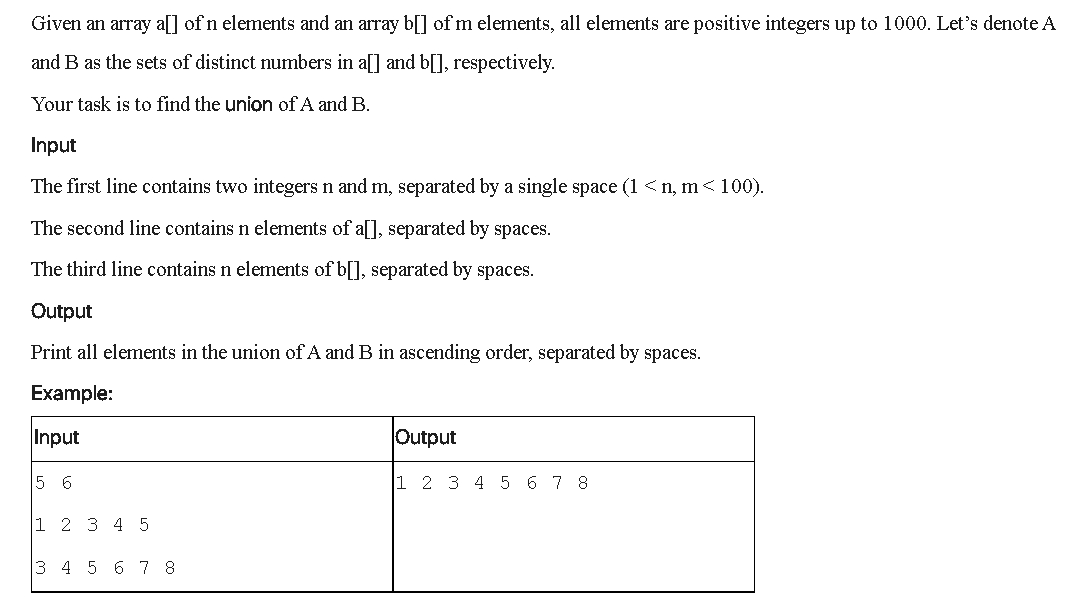 Given an array a[] of n elements and an array b[] of m elements, all elements are positive integers up to 1000. Let’s denote A
and B as the sets of distinct numbers in a[] and b[], respectively.
Your task is to find the union of A and B.
Input
The first line contains two integers n and m, separated by a single space (1 < n, m < 100).
The second line contains n elements of a[], separated by spaces.
The third line contains n elements of b[], separated by spaces.
Output
Print all elements in the union of A and B in ascending order, separated by spaces.
Example:
Input Output
5 6 1 2 3 4 5 6 7 8
1 2 3 4 5
3 4 5 6 7 8